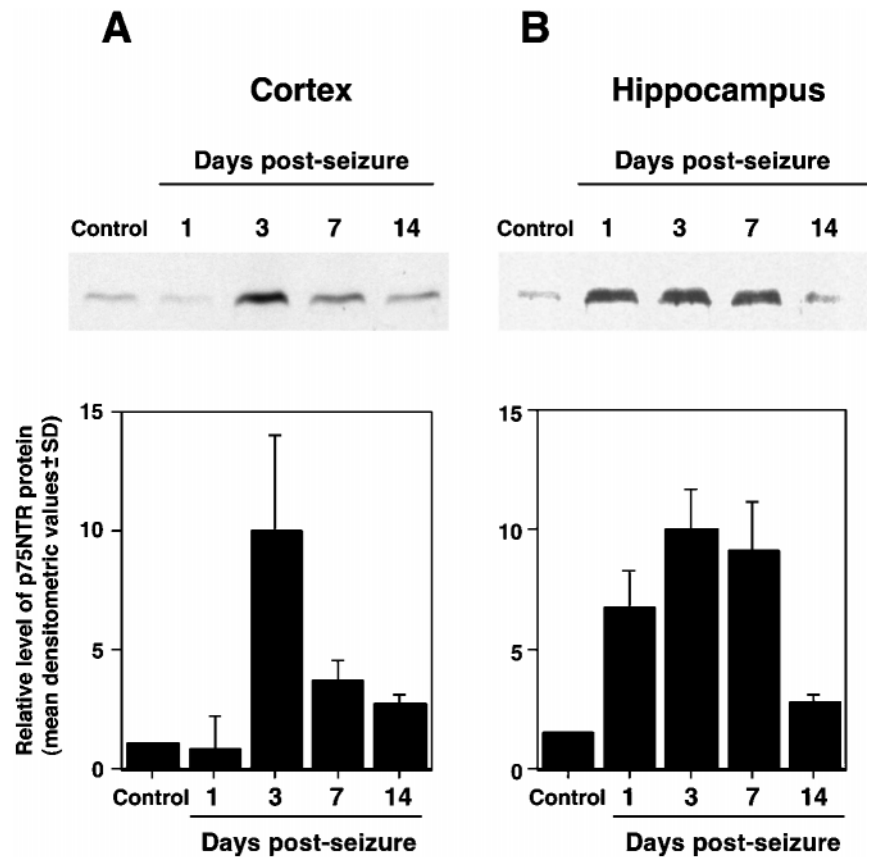 A
B
Cortex
Hippocampus
Days post-seizure
Days post-seizure
Control 1 3 7 14
Control 1 3 7 14
Relative level of p75NTR protein
(mean densitometric values±SD)
15
10
5
0
Control 1 3 7 14
Days post-seizure
15
10
5
0
Control 1 3 7 14
Days post-seizure